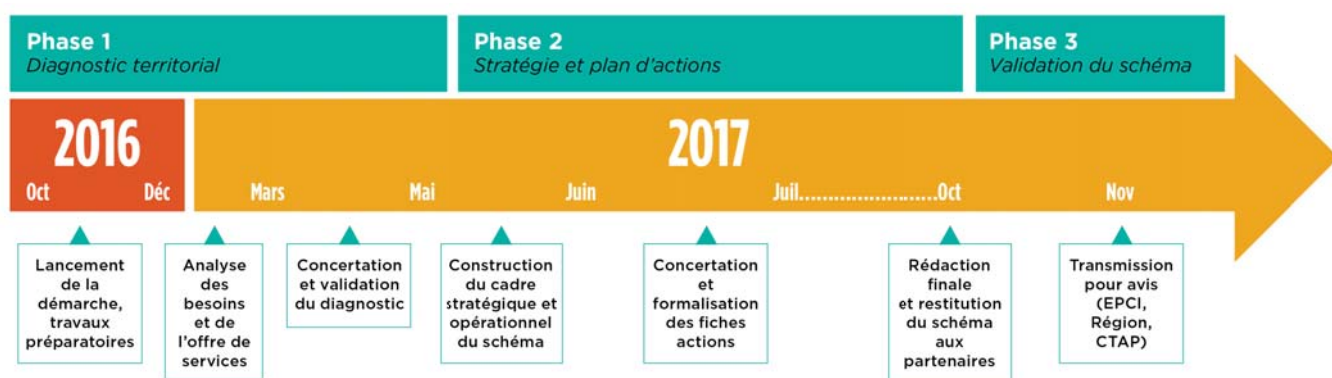 Phase 1
Diagnostic territorial
Phase 2
Stratégie et plan d'actions
Phase 3
Validation du schéma
2016
2017
Oct
Déc
Mars
Mai
Juin
Juil........................Oct
Nov
Lancement
de la
démarche,
travaux
préparatoires
Analyse
des
besoins
et de
l'offre de
services
Concertation
et validation
du diagnostic
Construction
du cadre
stratégique et
opérationnel
du schéma
Concertation
et
formalisation
des fiches
actions
Rédaction
finale
et restitution
du schéma
aux
partenaires
Transmission
pour avis
(EPCI,
Région,
CTAP)